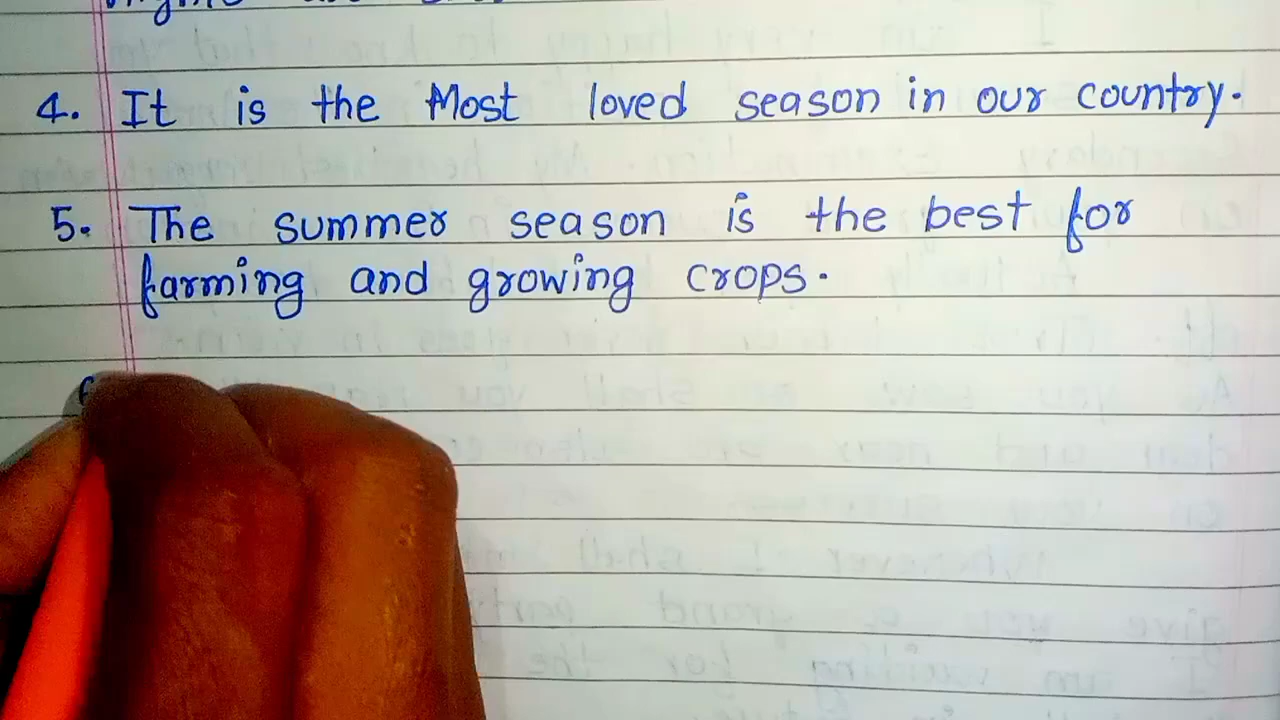 4. It is the Most loved season in our country.
5. The summer season is the best for
farming and growing crops.